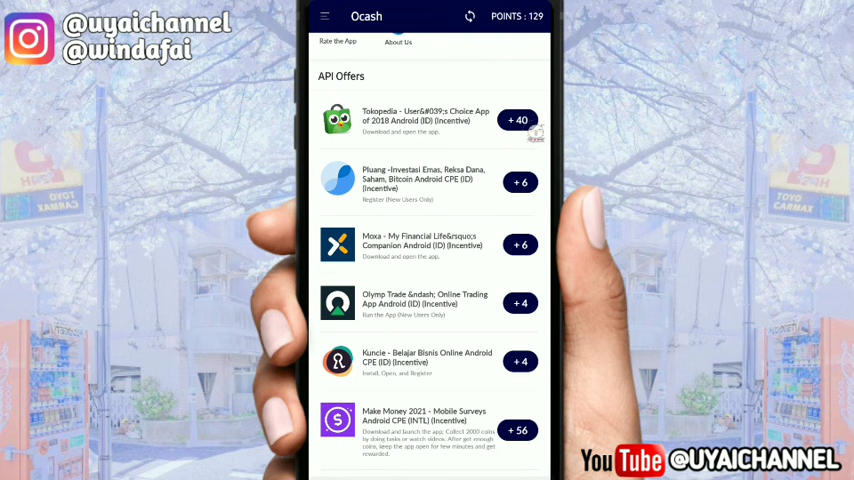 @uyaichannel
@windafai
Ocash
POINTS : 129
Rate the App
About Us
API Offers
Tokopedia - User&#039;s Choice App
of 2018 Android (ID) (Incentive)
Download and open the app.
+ 40
Pluang -Investasi Emas, Reksa Dana,
Saham, Bitcoin Android CPE (ID)
(Incentive)
Register (New Users Only)
+ 6
Moxa - My Financial Life&rsquo;s
Companion Android (ID) (Incentive)
Download and open the app.
+ 6
Olymp Trade &ndash; Online Trading
App Android (ID) (Incentive)
Run the App (New Users Only)
+ 4
Kuncie - Belajar Bisnis Online Android
CPE (ID) (Incentive)
Install, Open, and Register
+ 4
Make Money 2021 - Mobile Surveys
Android CPE (INTL) (Incentive)
Download and launch the app; Collect 2000 coins
by doing tasks or watch videos. After get enough
coins, keep the app open for few minutes and get
rewarded.
+ 56
TOYO
CARMAX
TOYO
CARMAX
YouTube @UYAICHANNEL